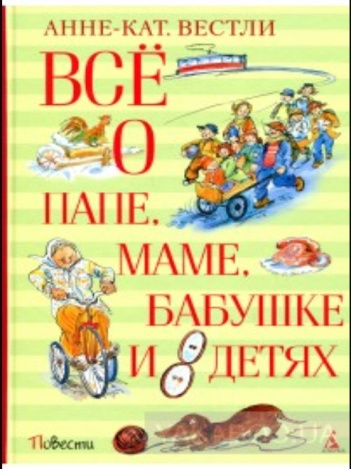 АННЕ-КАТ. ВЕСТЛИ
ВСЁ
О
ПАПЕ,
МАМЕ,
БАБУШКЕ
И 8 ДЕТЯХ
Повести